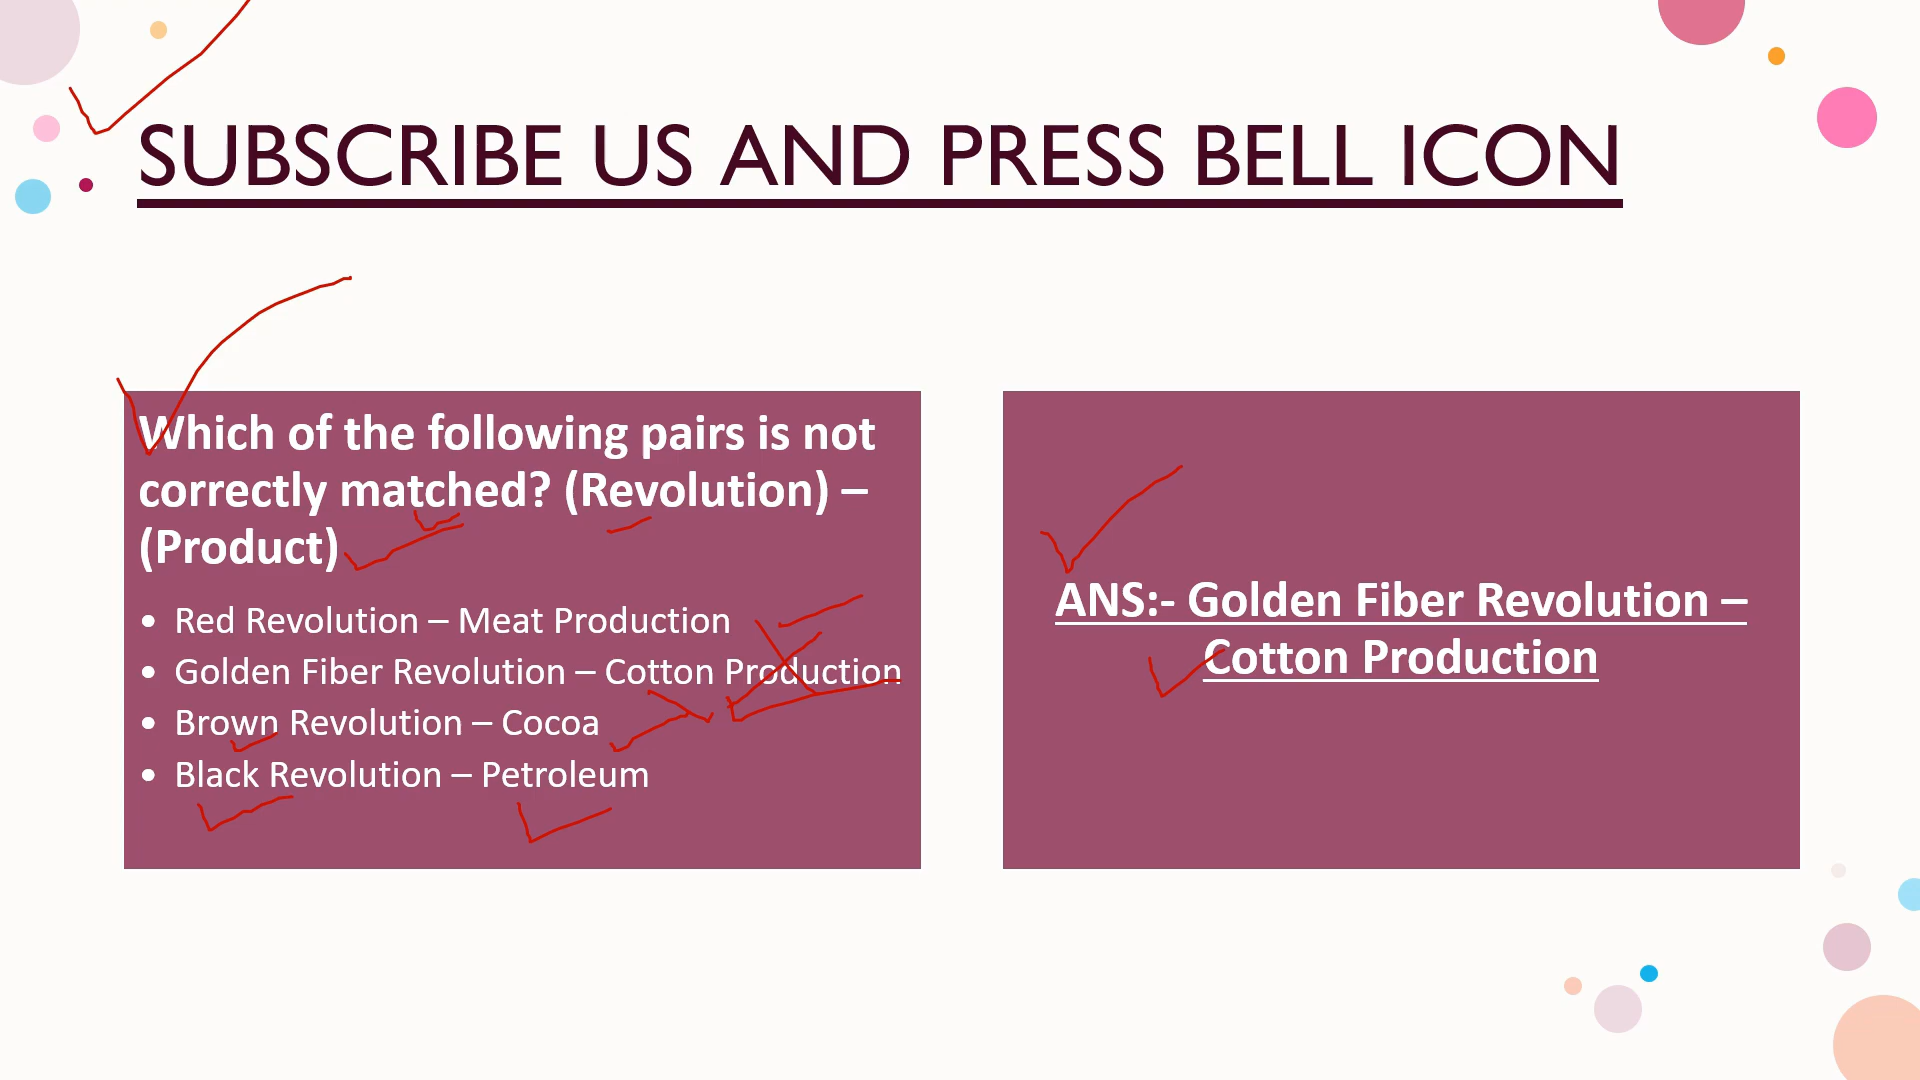 SUBSCRIBE US AND PRESS BELL ICON
Which of the following pairs is not
correctly matched? (Revolution) –
(Product)
• Red Revolution – Meat Production
• Golden Fiber Revolution – Cotton Production
• Brown Revolution – Cocoa
• Black Revolution – Petroleum
ANS:- Golden Fiber Revolution –
Cotton Production